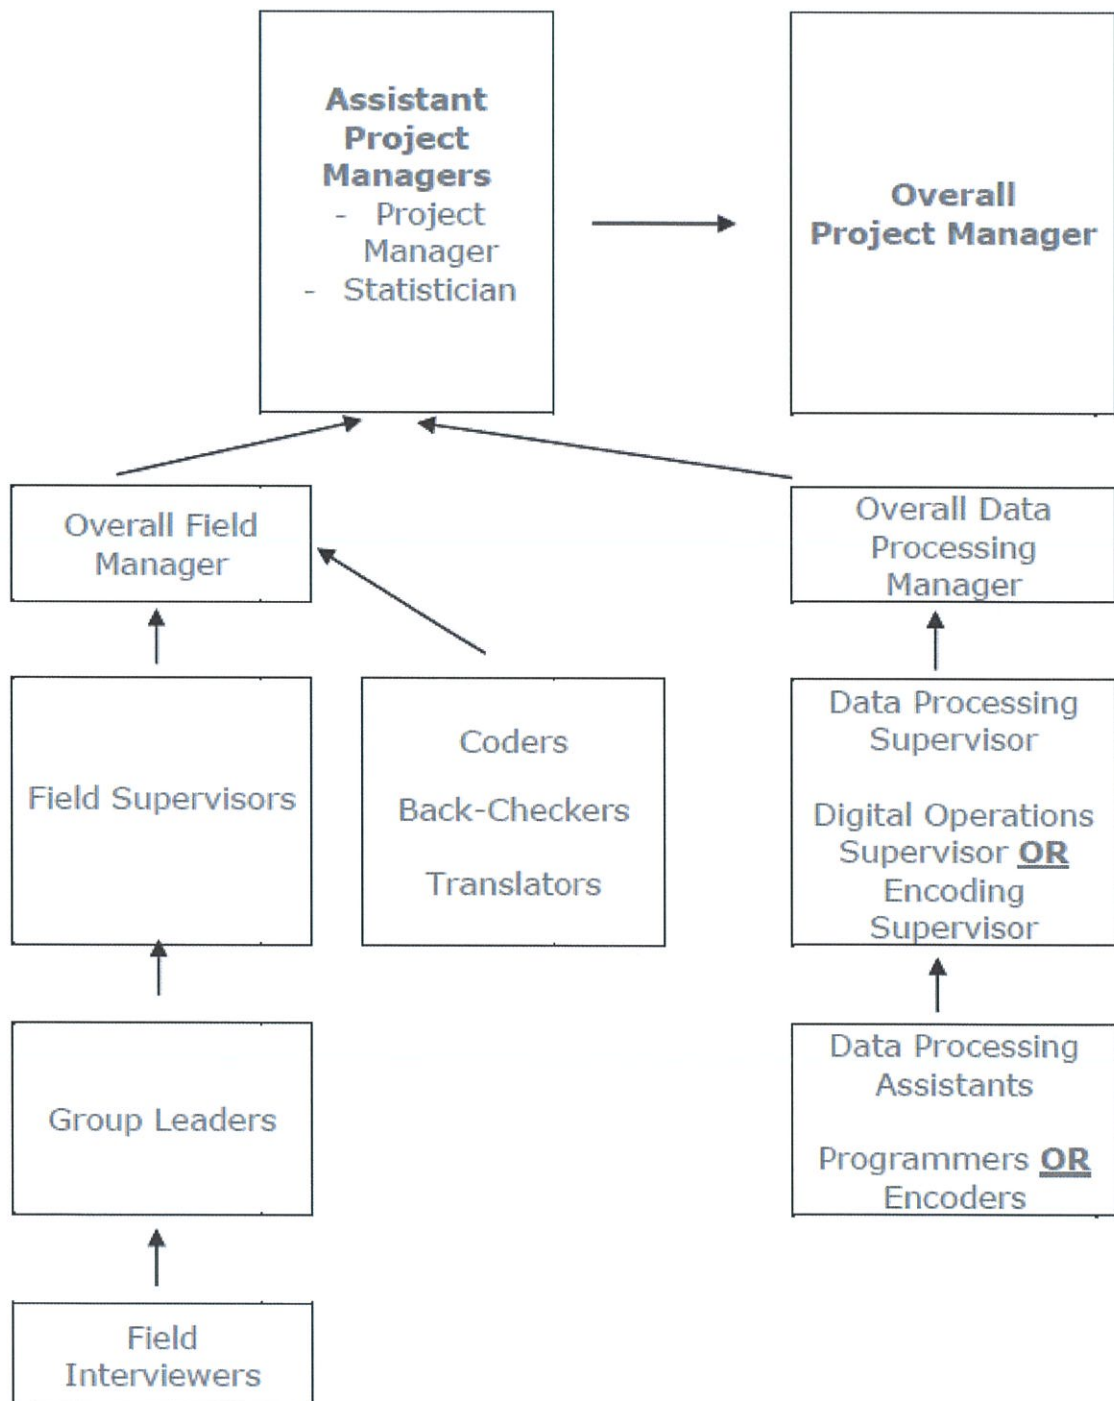 Assistant
Project
Managers
- Project
Manager
- Statistician
Overall
Project Manager
Overall Field
Manager
Overall Data
Processing
Manager
Field Supervisors
Coders
Back-Checkers
Translators
Data Processing
Supervisor
Digital Operations
Supervisor OR
Encoding
Supervisor
Group Leaders
Data Processing
Assistants
Programmers OR
Encoders
Field
Interviewers